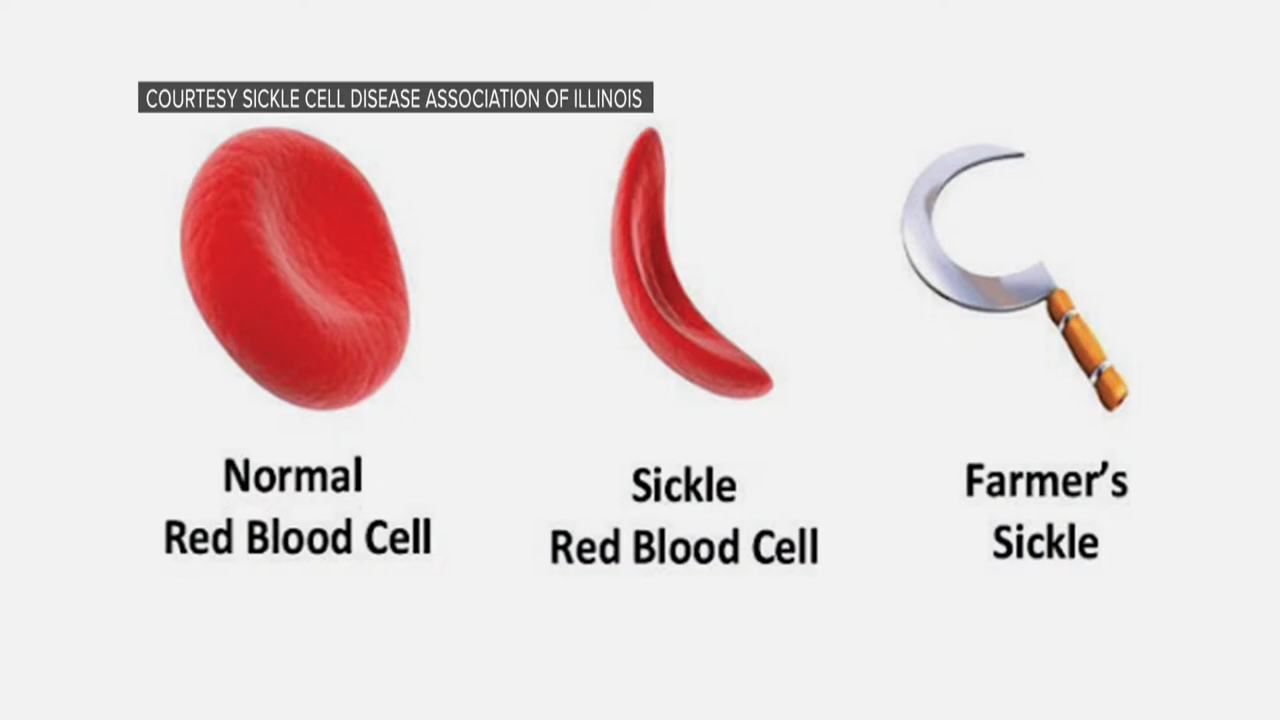 COURTESY SICKLE CELL DISEASE ASSOCIATION OF ILLINOIS
Normal
Red Blood Cell
Sickle
Red Blood Cell
Farmer's
Sickle